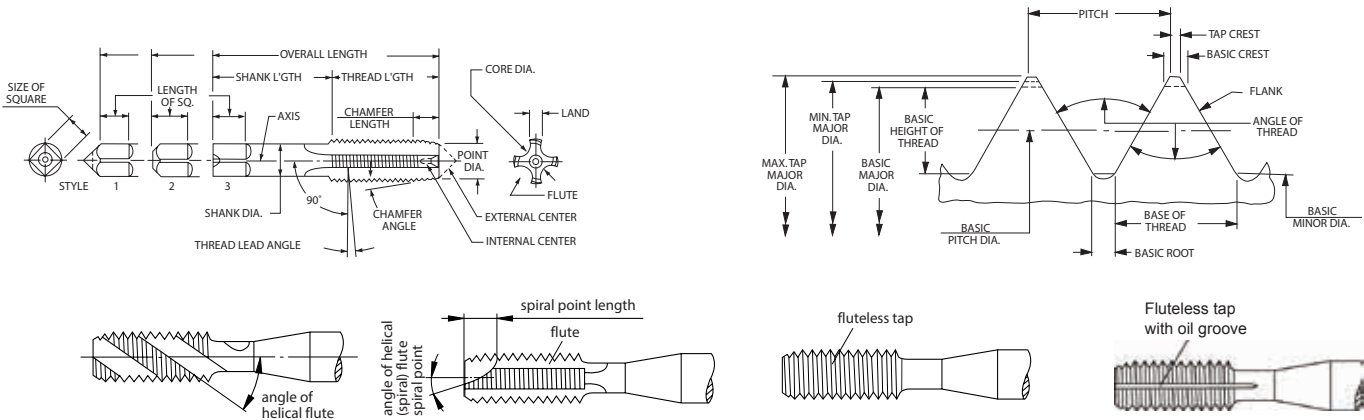 OVERALL LENGTH
SHANK L'GTH
THREAD L'GTH
SIZE OF
SQUARE
LENGTH
OF SQ.
AXIS
CHAMFER
LENGTH
CORE DIA.
LAND
POINT
DIA.
STYLE
1
2
3
90°
SHANK DIA.
CHAMFER
ANGLE
FLUTE
EXTERNAL CENTER
INTERNAL CENTER
THREAD LEAD ANGLE
PITCH
TAP CREST
BASIC CREST
FLANK
ANGLE OF
THREAD
MAX. TAP
MAJOR
DIA.
MIN. TAP
MAJOR
DIA.
BASIC
MAJOR
DIA.
BASIC
HEIGHT OF
THREAD
BASIC
PITCH DIA.
BASE OF
THREAD
BASIC ROOT
BASIC
MINOR DIA.
angle of
helical flute
spiral point length
flute
angle of helical
(spiral) flute
spiral point
fluteless tap
Fluteless tap
with oil groove